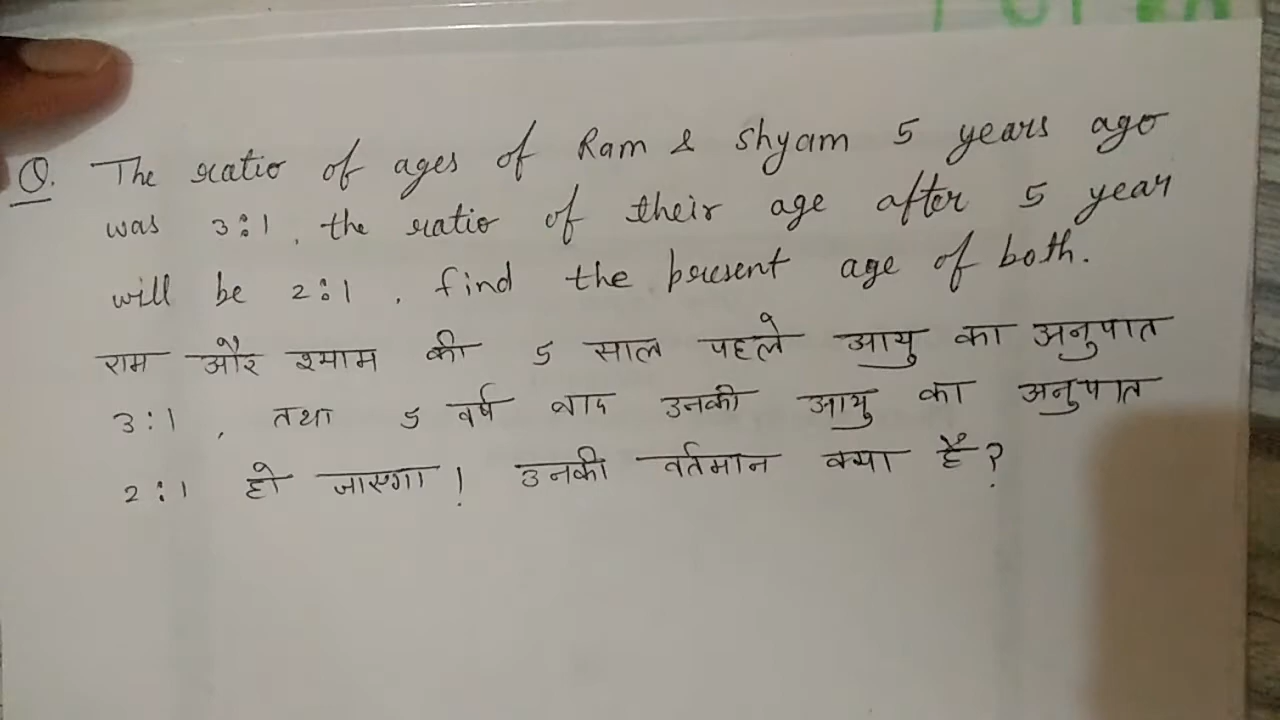 Q. The ratio of ages of Ram & Shyam 5 years ago
was 3:1, the ratio of their age after 5 year
will be 2:1, find the present age of both.
राम और श्याम की 5 साल पहले आयु का अनुपात
3:1, तथा 5 वर्ष बाद उनकी आयु का अनुपात
2:1 हो जाएगा! उनकी वर्तमान क्या है?